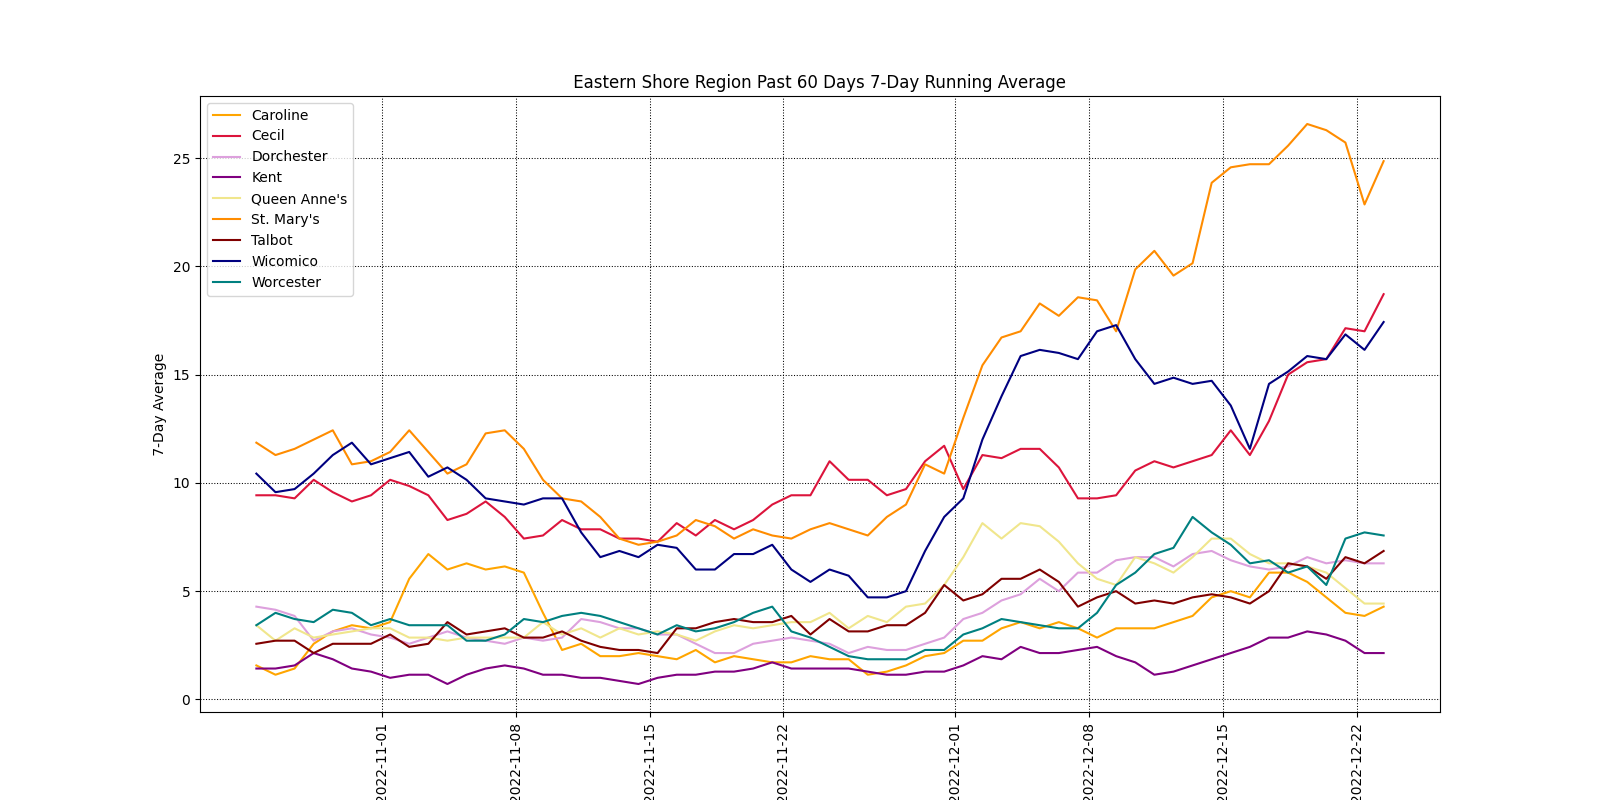 Eastern Shore Region Past 60 Days 7-Day Running Average
Caroline
Cecil
Dorchester
Kent
Queen Anne's
St. Mary's
Talbot
Wicomico
Worcester
25
20
15
10
5
0
7-Day Average
2022-11-01
2022-11-08
2022-11-15
2022-11-22
2022-12-01
2022-12-08
2022-12-15
2022-12-22